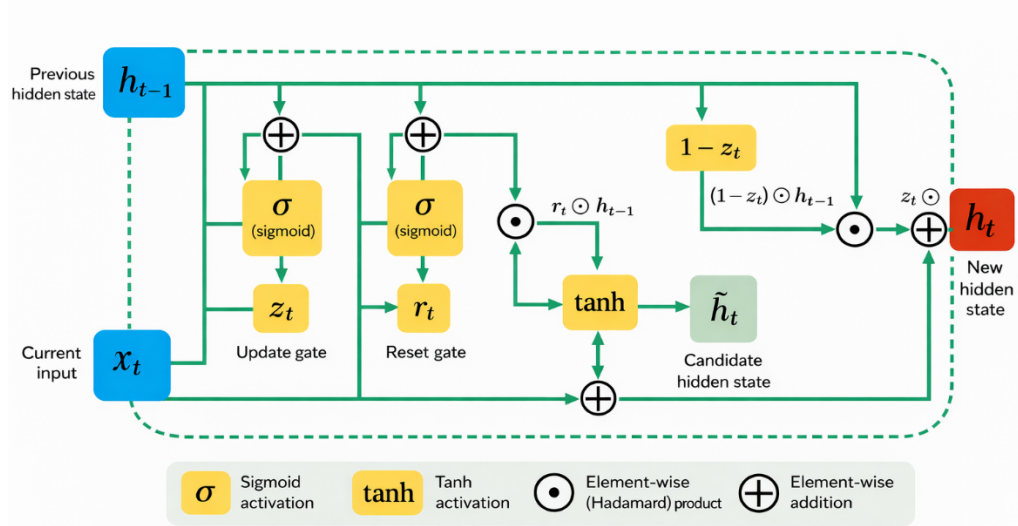 Previous
hidden state
h_{t−1}
σ
(sigmoid)
z_t
Update gate
σ
(sigmoid)
r_t
Reset gate
r_t ⊙ h_{t−1}
tanh
h̃_t
Candidate
hidden state
1 − z_t
(1−z_t) ⊙ h_{t−1}
z_t ⊙
h_t
New
hidden
state
Current
input
x_t
σ
Sigmoid
activation
tanh
Tanh
activation
Element-wise
(Hadamard) product
Element-wise
addition